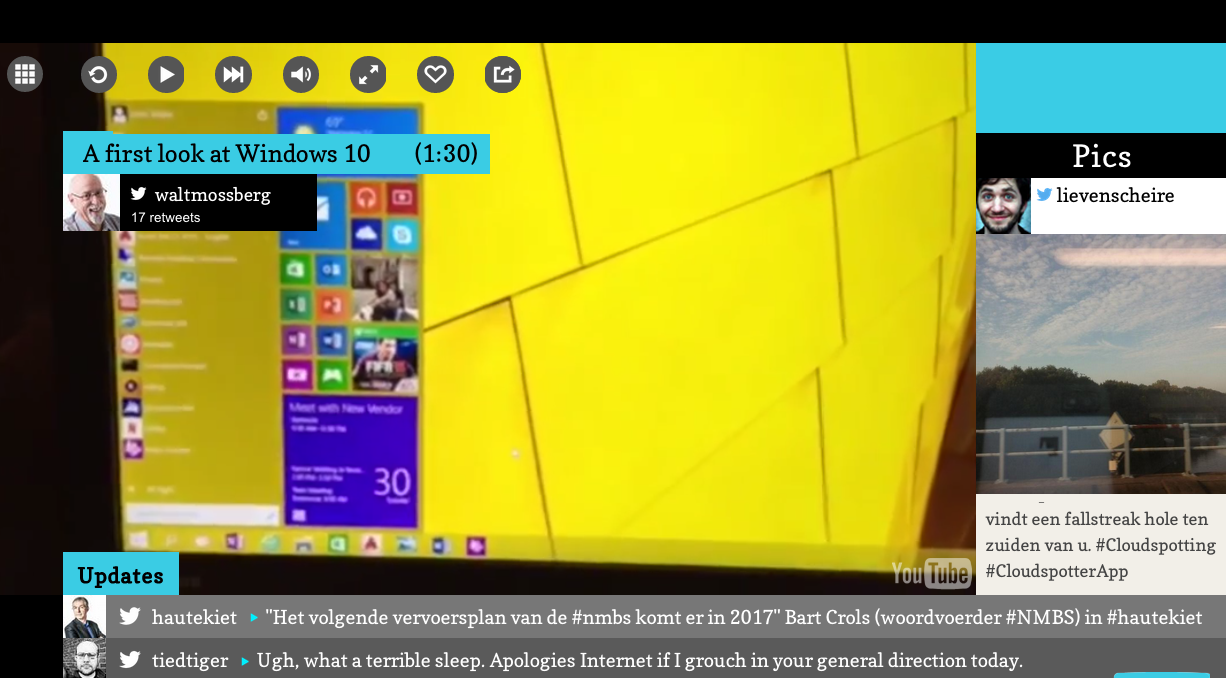 A first look at Windows 10 (1:30)
waltmossberg
17 retweets
69°
Meet with New Vendor
30
FIFA 15
YouTube
Pics
lievenscheire
vindt een fallstreak hole ten
zuiden van u. #Cloudspotting
#CloudspotterApp
Updates
hautekiet "Het volgende vervoersplan van de #nmbs komt er in 2017" Bart Crols (woordvoerder #NMBS) in #hautekiet
tiedtiger Ugh, what a terrible sleep. Apologies Internet if I grouch in your general direction today.